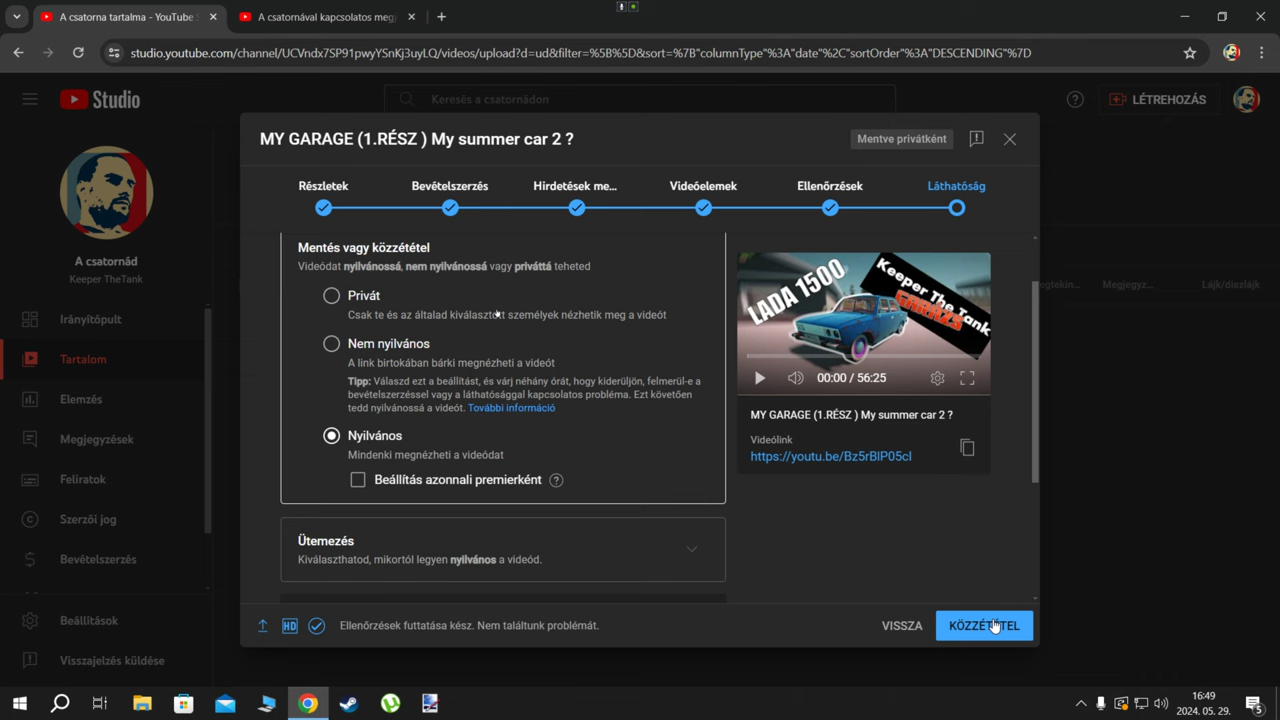 A csatorna tartalma - YouTube S
A csatornával kapcsolatos meg
studio.youtube.com/channel/UCVndx7SP91pwyYSnKj3uyLQ/videos/upload?d=ud&filter=%5B%5D&sort=%7B"columnType"%3A"date"%2C"sortOrder"%3A"DESCENDING"%7D
Studio
Keresés a csatornádon
LÉTREHOZÁS
A csatornád
Keeper TheTank
Irányítópult
Tartalom
Elemzés
Megjegyzések
Feliratok
Szerzői jog
Bevételszerzés
Beállítások
Visszajelzés küldése
MY GARAGE (1.RÉSZ ) My summer car 2 ?
Mentve privátként
Részletek
Bevételszerzés
Hirdetések me...
Videóelemek
Ellenőrzések
Láthatóság
Mentés vagy közzététel
Videódat nyilvánossá, nem nyilvánossá vagy priváttá teheted
Privát
Csak te és az általad kiválasztott személyek nézhetik meg a videót
Nem nyilvános
A link birtokában bárki megnézheti a videót
Tipp: Válaszd ezt a beállítást, és várj néhány órát, hogy kiderüljön, felmerül-e a
bevételszerzéssel vagy a láthatósággal kapcsolatos probléma. Ezt követően
tedd nyilvánossá a videót. További információ
Nyilvános
Mindenki megnézheti a videódat
Beállítás azonnali premierként
Ütemezés
Kiválaszthatod, mikortól legyen nyilvános a videód.
LADA 1500
Keeper The Tank
GARÁZS
00:00 / 56:25
MY GARAGE (1.RÉSZ ) My summer car 2 ?
Videólink
https://youtu.be/Bz5rBIP05cI
Megjegyz...
Lájk/diszlájk
HD
Ellenőrzések futtatása kész. Nem találtunk problémát.
VISSZA
KÖZZÉTÉTEL
16:49
2024. 05. 29.
5